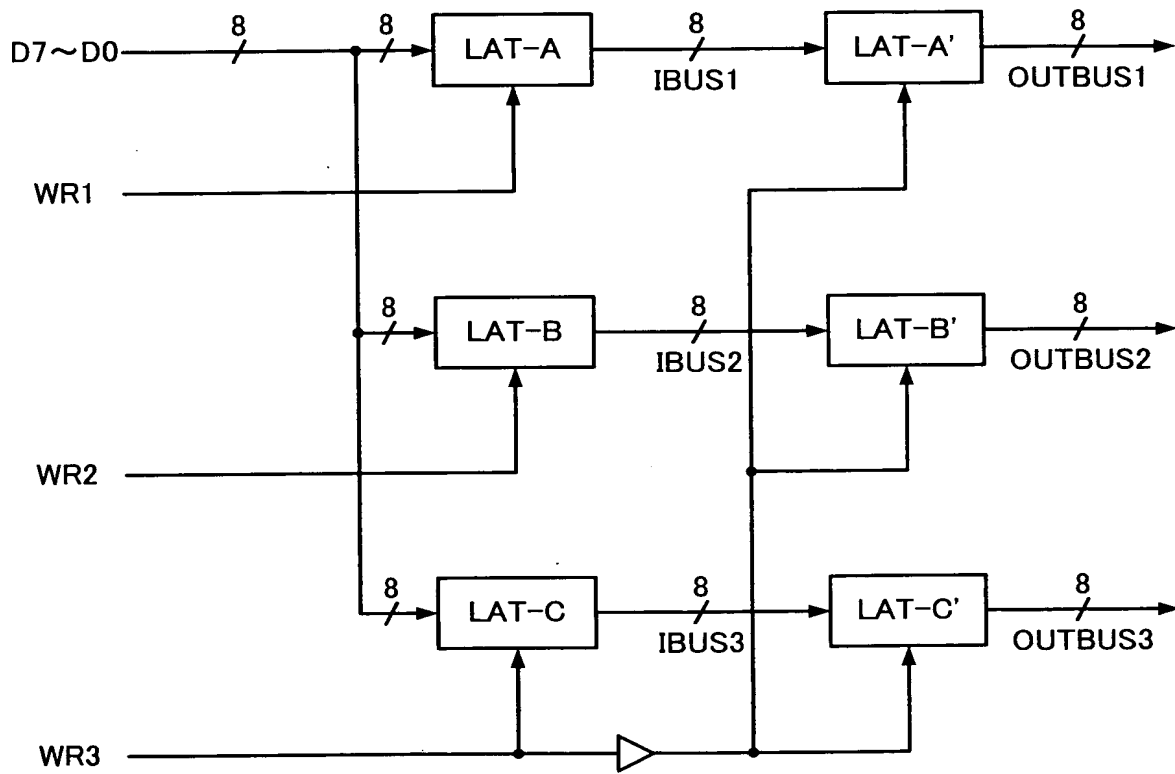 8 8 8 8
D7～D0 LAT-A LAT-A'
IBUS1 OUTBUS1
WR1
8 8 8
LAT-B LAT-B'
IBUS2 OUTBUS2
WR2
8 8 8
LAT-C LAT-C'
IBUS3 OUTBUS3
WR3